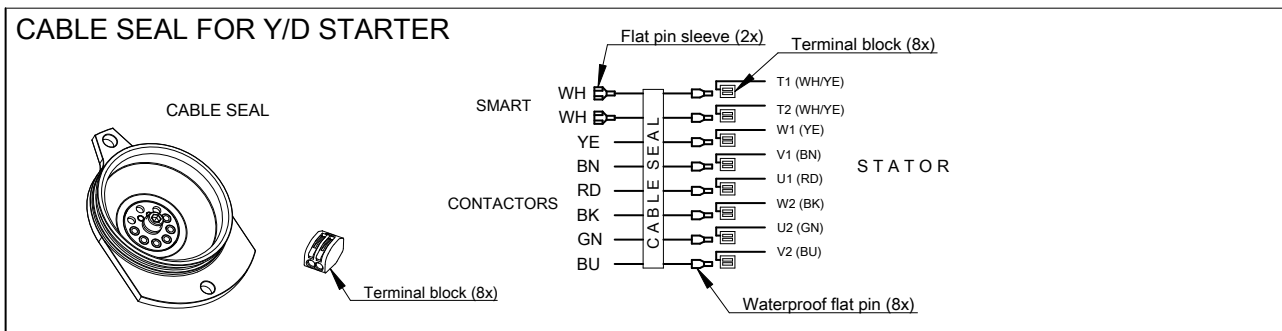 CABLE SEAL FOR Y/D STARTER
Flat pin sleeve (2x)
Terminal block (8x)
CABLE SEAL
SMART
WH
WH
YE
BN
RD
BK
GN
BU
CONTACTORS
CABLE SEAL
T1 (WH/YE)
T2 (WH/YE)
W1 (YE)
V1 (BN)
U1 (RD)
W2 (BK)
U2 (GN)
V2 (BU)
STATOR
Terminal block (8x)
Waterproof flat pin (8x)